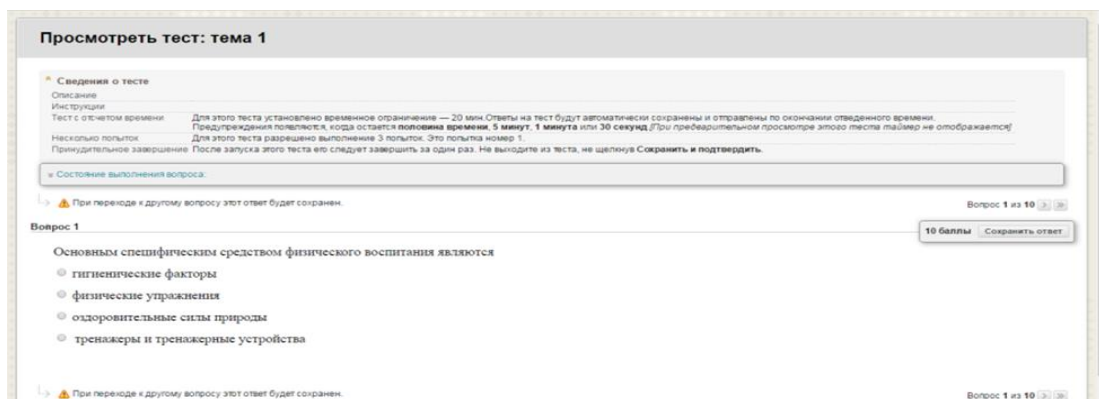 Просмотреть тест: тема 1
* Сведения о тесте
Описание
Инструкции
Тест с отсчетом времени Для этого теста установлено временное ограничение — 20 мин.Ответы на тест будут автоматически сохранены и отправлены по окончании отведенного времени.
Предупреждения появляются, когда остается половина времени, 5 минут, 1 минута или 30 секунд.[При предварительном просмотре этого теста таймер не отображается]
Несколько попыток Для этого теста разрешено выполнение 3 попыток. Это попытка номер 1.
Принудительное завершение После запуска этого теста его следует завершить за один раз. Не выходите из теста, не щелкнув Сохранить и подтвердить.
Состояние выполнения вопроса:
При переходе к другому вопросу этот ответ будет сохранен. Вопрос 1 из 10 > >>
Вопрос 1 10 баллы Сохранить ответ
Основным специфическим средством физического воспитания являются
гигиенические факторы
физические упражнения
оздоровительные силы природы
тренажеры и тренажерные устройства
При переходе к другому вопросу этот ответ будет сохранен. Вопрос 1 из 10 > >>